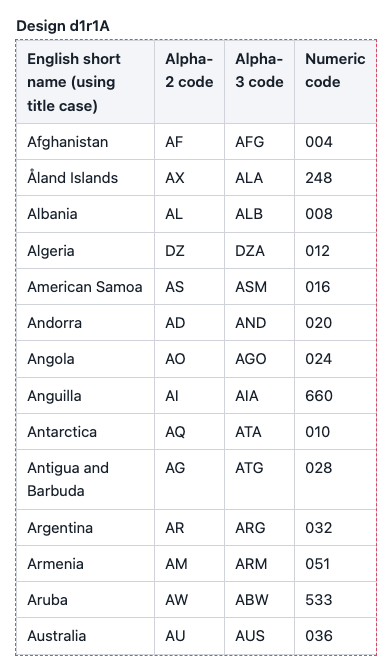 Design d1r1A
English short Alpha- Alpha- Numeric
name (using 2 code 3 code code
title case)
Afghanistan AF AFG 004
Åland Islands AX ALA 248
Albania AL ALB 008
Algeria DZ DZA 012
American Samoa AS ASM 016
Andorra AD AND 020
Angola AO AGO 024
Anguilla AI AIA 660
Antarctica AQ ATA 010
Antigua and AG ATG 028
Barbuda
Argentina AR ARG 032
Armenia AM ARM 051
Aruba AW ABW 533
Australia AU AUS 036